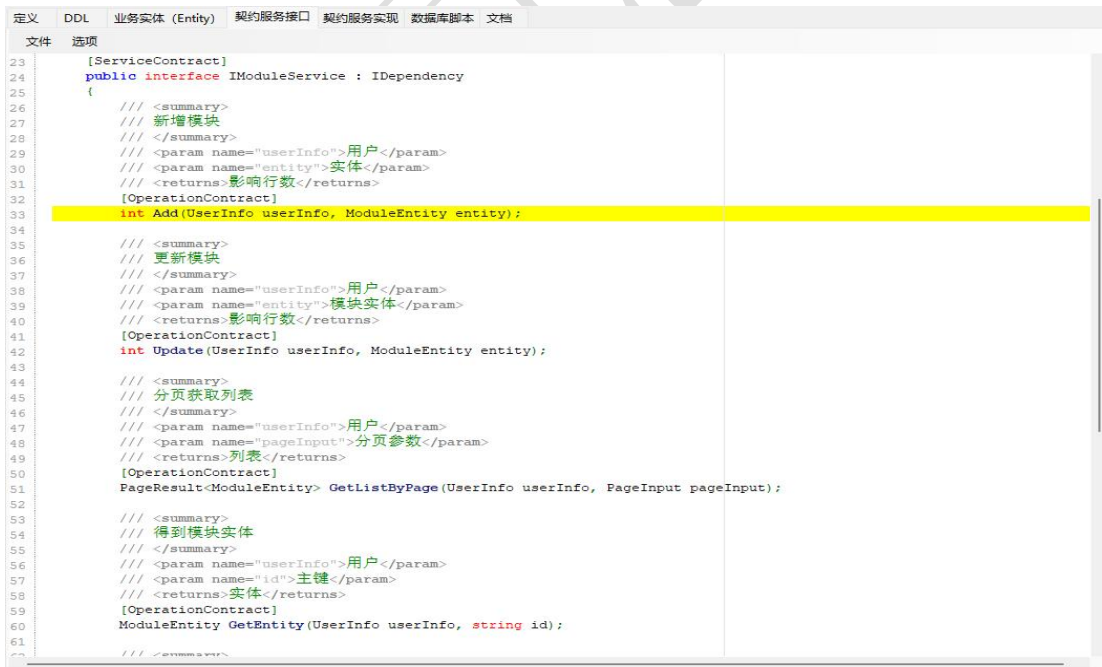 定义 DDL 业务实体 (Entity) 契约服务接口 契约服务实现 数据库脚本 文档
文件 选项
23 [ServiceContract]
24 public interface IModuleService : IDependency
25 {
26 /// <summary>
27 /// 新增模块
28 /// </summary>
29 /// <param name="userInfo">用户</param>
30 /// <param name="entity">实体</param>
31 /// <returns>影响行数</returns>
32 [OperationContract]
33 int Add(UserInfo userInfo, ModuleEntity entity);
34
35 /// <summary>
36 /// 更新模块
37 /// </summary>
38 /// <param name="userInfo">用户</param>
39 /// <param name="entity">模块实体</param>
40 /// <returns>影响行数</returns>
41 [OperationContract]
42 int Update(UserInfo userInfo, ModuleEntity entity);
43
44 /// <summary>
45 /// 分页获取列表
46 /// </summary>
47 /// <param name="userInfo">用户</param>
48 /// <param name="pageInput">分页参数</param>
49 /// <returns>列表</returns>
50 [OperationContract]
51 PageResult<ModuleEntity> GetListByPage(UserInfo userInfo, PageInput pageInput);
52
53 /// <summary>
54 /// 得到模块实体
55 /// </summary>
56 /// <param name="userInfo">用户</param>
57 /// <param name="id">主键</param>
58 /// <returns>实体</returns>
59 [OperationContract]
60 ModuleEntity GetEntity(UserInfo userInfo, string id);
61
62 /// <summary>